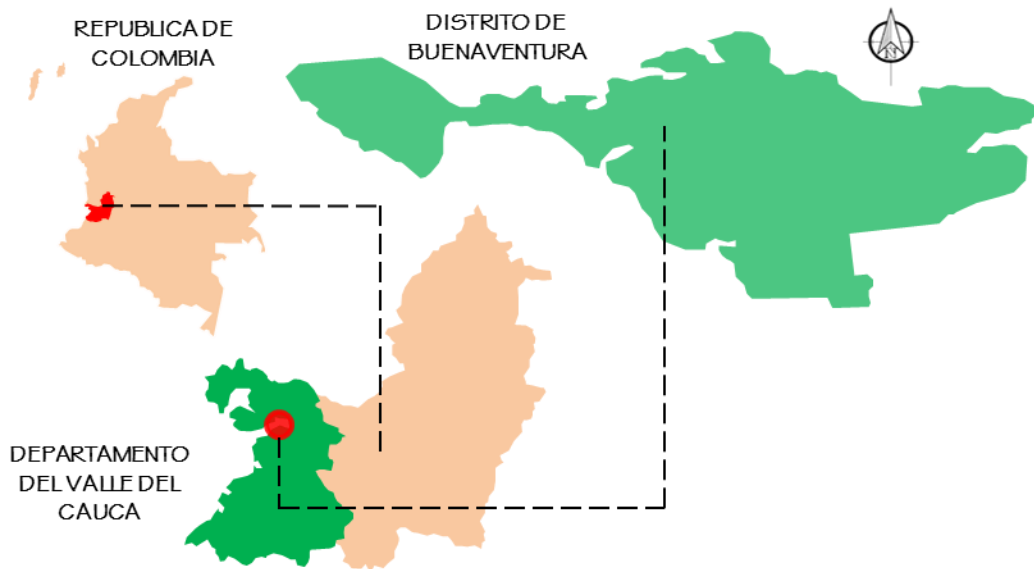 REPUBLICA DE
COLOMBIA
DISTRITO DE
BUENAVENTURA
N
DEPARTAMENTO
DEL VALLE DEL
CAUCA